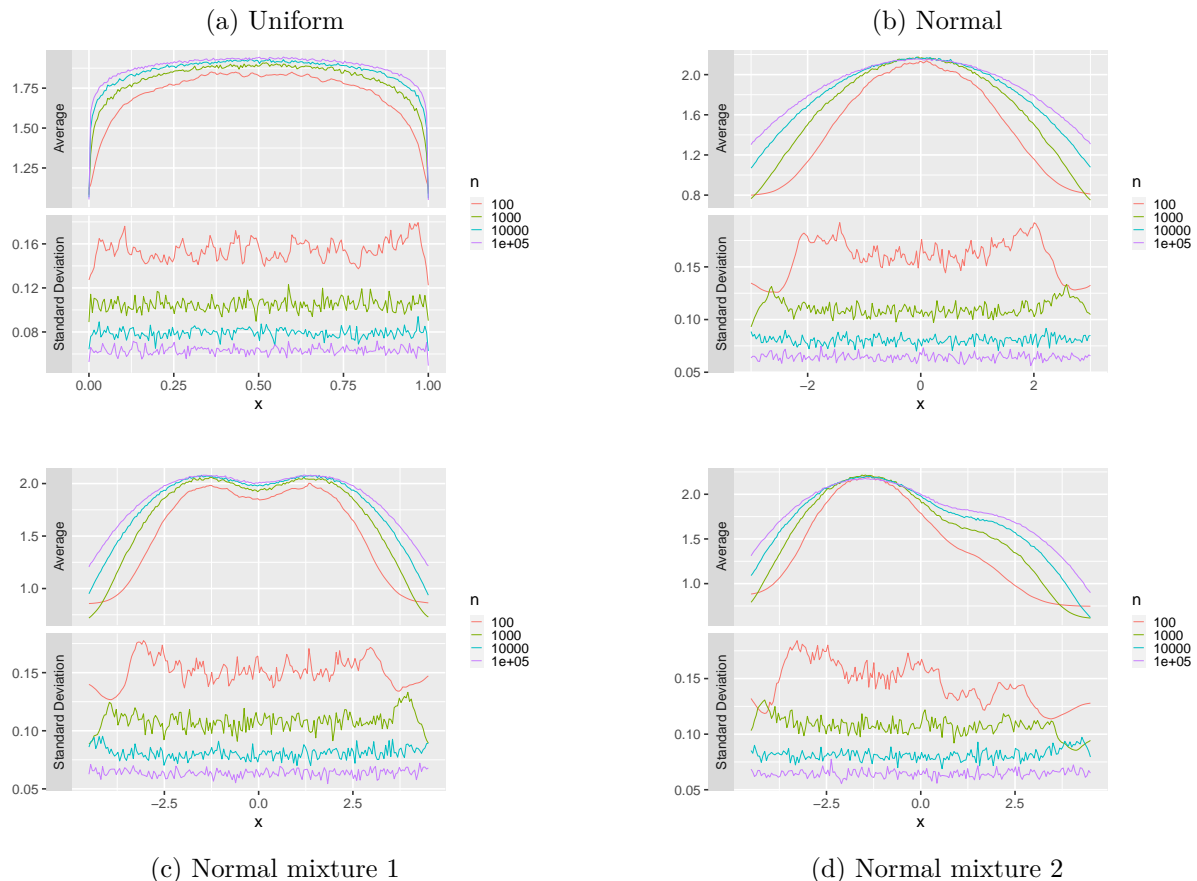 (a) Uniform
(b) Normal
Average
1.75
1.50
1.25
Standard Deviation
0.16
0.12
0.08
0.00
0.25
0.50
0.75
1.00
x
n
100
1000
10000
1e+05
Average
2.0
1.6
1.2
0.8
Standard Deviation
0.15
0.10
0.05
−2
0
2
x
n
100
1000
10000
1e+05
Average
2.0
1.5
1.0
Standard Deviation
0.15
0.10
0.05
−2.5
0.0
2.5
x
n
100
1000
10000
1e+05
Average
2.0
1.5
1.0
Standard Deviation
0.15
0.10
0.05
−2.5
0.0
2.5
x
n
100
1000
10000
1e+05
(c) Normal mixture 1
(d) Normal mixture 2